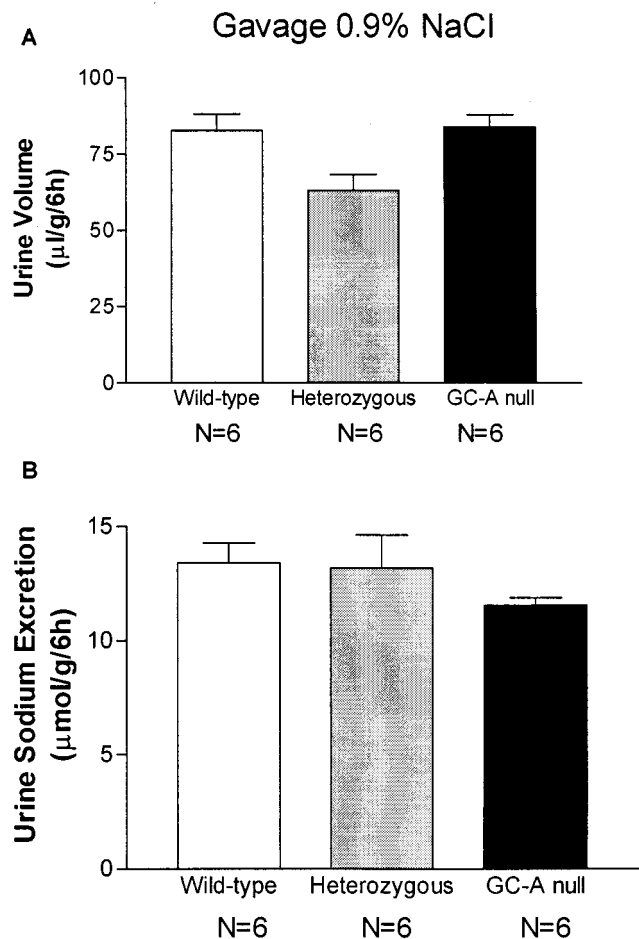 Gavage 0.9% NaCl
A
Urine Volume
(µl/g/6h)
100
75
50
25
0
Wild-type Heterozygous GC-A null
N=6 N=6 N=6
B
Urine Sodium Excretion
(µmol/g/6h)
15
10
5
0
Wild-type Heterozygous GC-A null
N=6 N=6 N=6